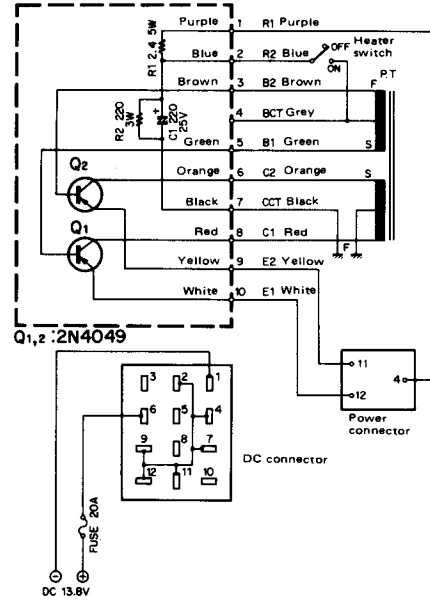 Purple 1 R1 Purple
R1 2.4 5W
Blue 2 R2 Blue
OFF Heater switch
ON
Brown 3 B2 Brown
F P.T
R2 220 3W
C1 220 25V
+
4 BCT Grey
Green 5 B1 Green S
Q2
Orange 6 C2 Orange S
Black 7 CCT Black
Q1
Red 8 C1 Red F
Yellow 9 E2 Yellow
White 10 E1 White
Q1,2 :2N4049
11
4
12
Power connector
3 2 1
6 5 4
9 8 7
12 11 10
DC connector
FUSE 20A
⊖ ⊕
DC 13.8V